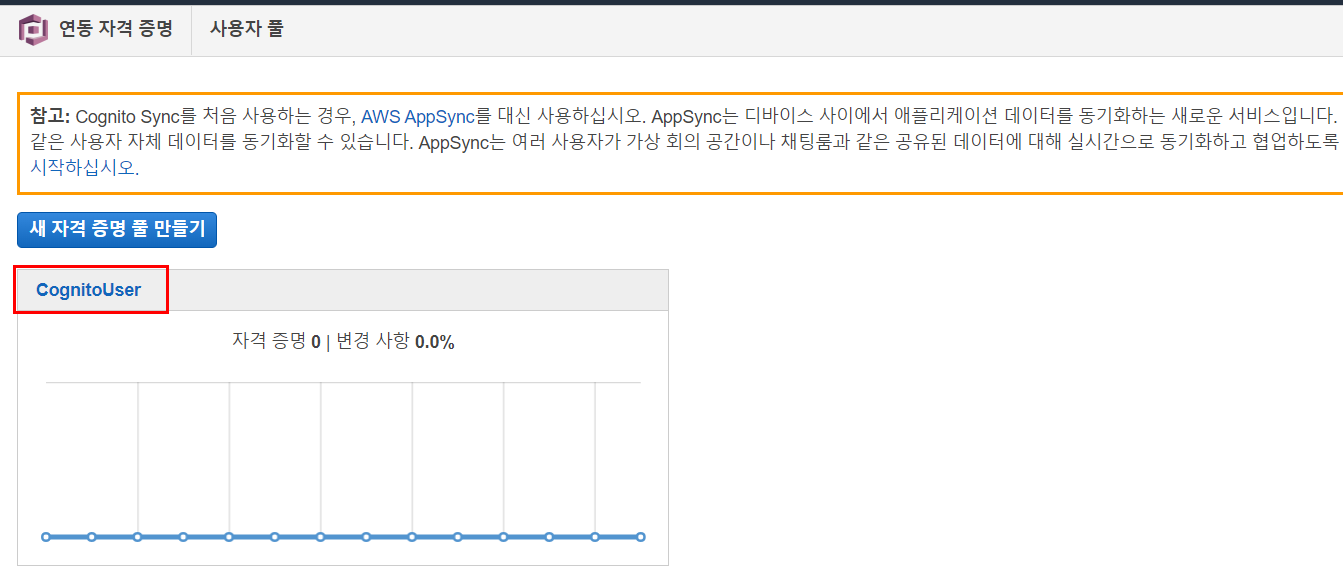 연동 자격 증명 사용자 풀
참고: Cognito Sync를 처음 사용하는 경우, AWS AppSync를 대신 사용하십시오. AppSync는 디바이스 사이에서 애플리케이션 데이터를 동기화하는 새로운 서비스입니다.
같은 사용자 자체 데이터를 동기화할 수 있습니다. AppSync는 여러 사용자가 가상 회의 공간이나 채팅룸과 같은 공유된 데이터에 대해 실시간으로 동기화하고 협업하도록
시작하십시오.
새 자격 증명 풀 만들기
CognitoUser
자격 증명 0 | 변경 사항 0.0%